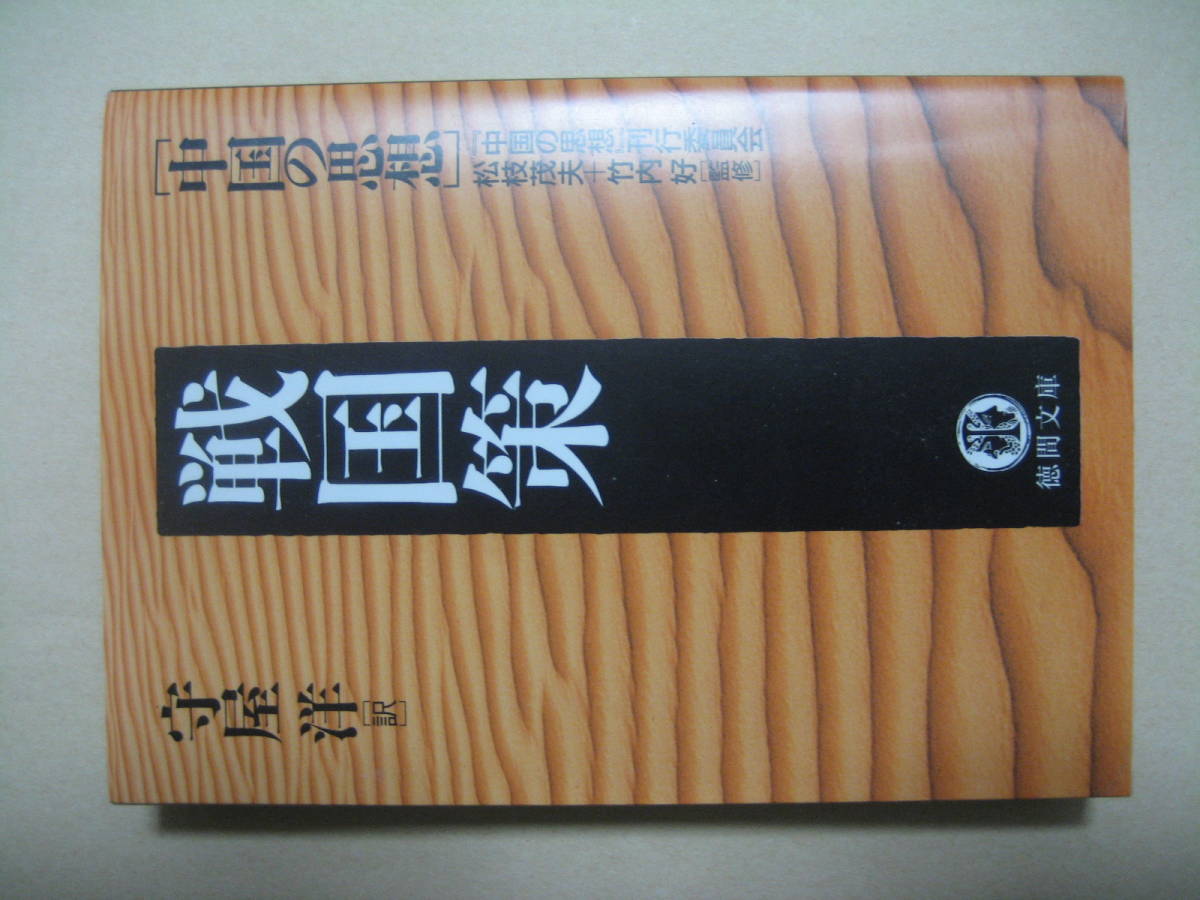 [中国の思想]
『中国の思想』刊行委員会
松枝茂夫+竹内好[監修]
戦国策
守屋洋[訳]
徳間文庫